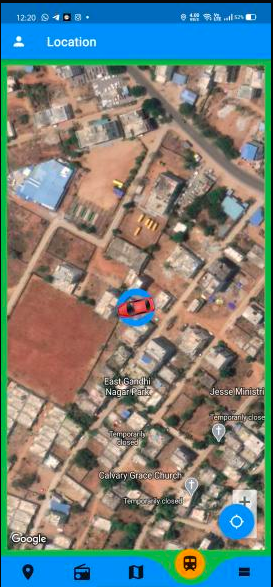 12:20
52%
Location
East Gandhi
Nagar Park
Jesse Ministri
Temporarily close
Temporarily
closed
Calvary Grace Church
Temporarily closed
Google